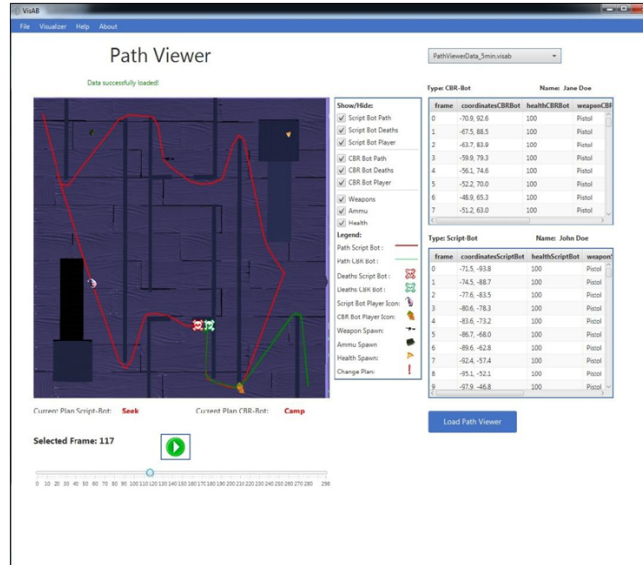 VisAB
File Visualizer Help About
Path Viewer
PathViewerData_5min.visab
Data successfully loaded!
Type: CBR-Bot Name: Jane Doe
frame coordinatesCBRBot healthCBRBot weaponCBR
0 -70.9, 92.6 100 Pistol
1 -67.5, 88.5 100 Pistol
2 -63.7, 83.9 100 Pistol
3 -59.9, 79.3 100 Pistol
4 -56.1, 74.6 100 Pistol
5 -52.2, 70.0 100 Pistol
6 -48.9, 65.3 100 Pistol
7 -51.2, 63.0 100 Pistol
Show/Hide:
Script Bot Path
Script Bot Deaths
Script Bot Player
CBR Bot Path
CBR Bot Deaths
CBR Bot Player
Weapons
Ammu
Health
Legend:
Path Script Bot :
Path CBR Bot :
Deaths Script Bot:
Deaths CBR Bot:
Script Bot Player Icon:
CBR Bot Player Icon:
Weapon Spawn:
Ammu Spawn
Health Spawn:
Change Plan:
Type: Script-Bot Name: John Doe
frame coordinatesScriptBot healthScriptBot weaponS
0 -71.5, -93.8 100 Pistol
1 -74.5, -88.7 100 Pistol
2 -77.6, -83.5 100 Pistol
3 -80.6, -78.3 100 Pistol
4 -83.6, -73.2 100 Pistol
5 -86.7, -68.0 100 Pistol
6 -89.6, -62.8 100 Pistol
7 -92.4, -57.4 100 Pistol
8 -95.1, -52.1 100 Pistol
9 -97.9, -46.8 100 Pistol
Current Plan Script-Bot: Seek Current Plan CBR-Bot: Camp
Load Path Viewer
Selected Frame: 117
0 10 20 30 40 50 60 70 80 90 100 110 120 130 140 150 160 170 180 190 200 210 220 230 240 250 260 270 280 298